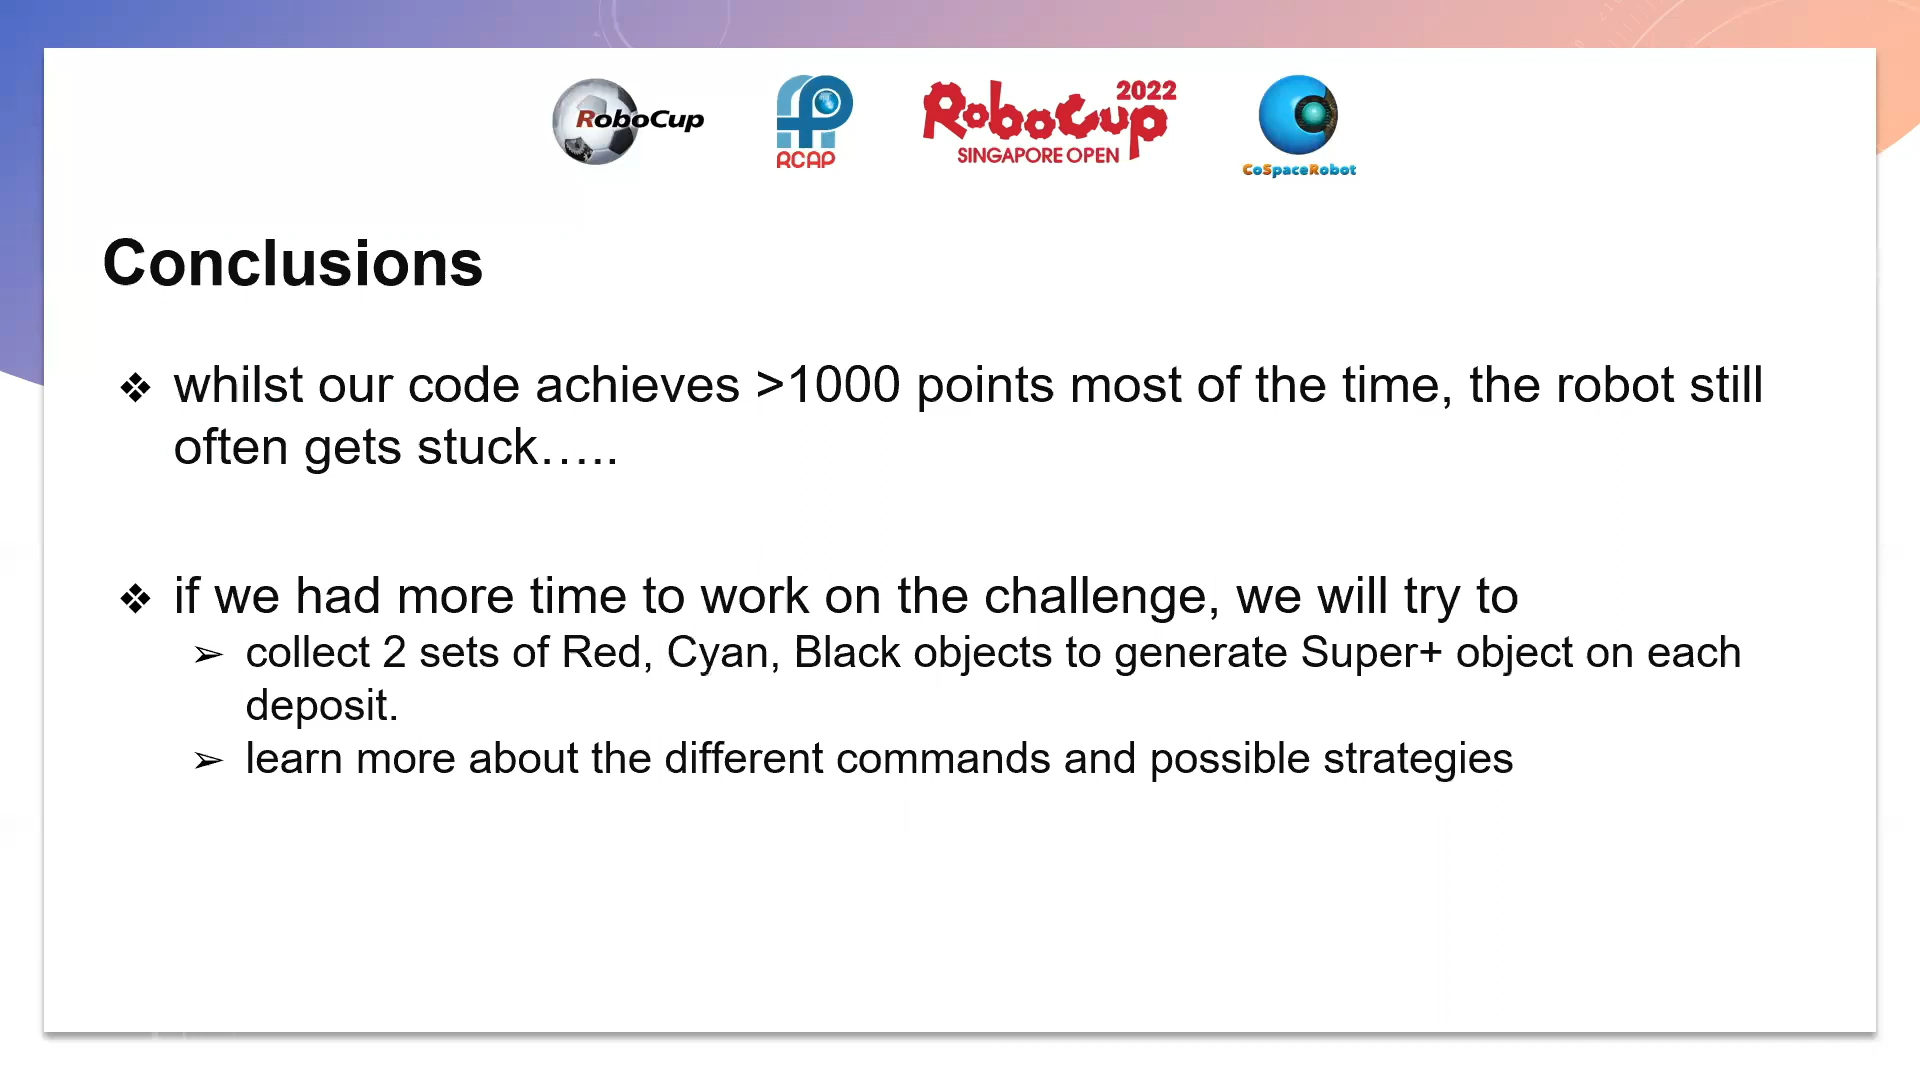 RoboCup
RCAP
RoboCup 2022
SINGAPORE OPEN
CoSpaceRobot
Conclusions
❖ whilst our code achieves >1000 points most of the time, the robot still
often gets stuck…..
❖ if we had more time to work on the challenge, we will try to
➢ collect 2 sets of Red, Cyan, Black objects to generate Super+ object on each
deposit.
➢ learn more about the different commands and possible strategies